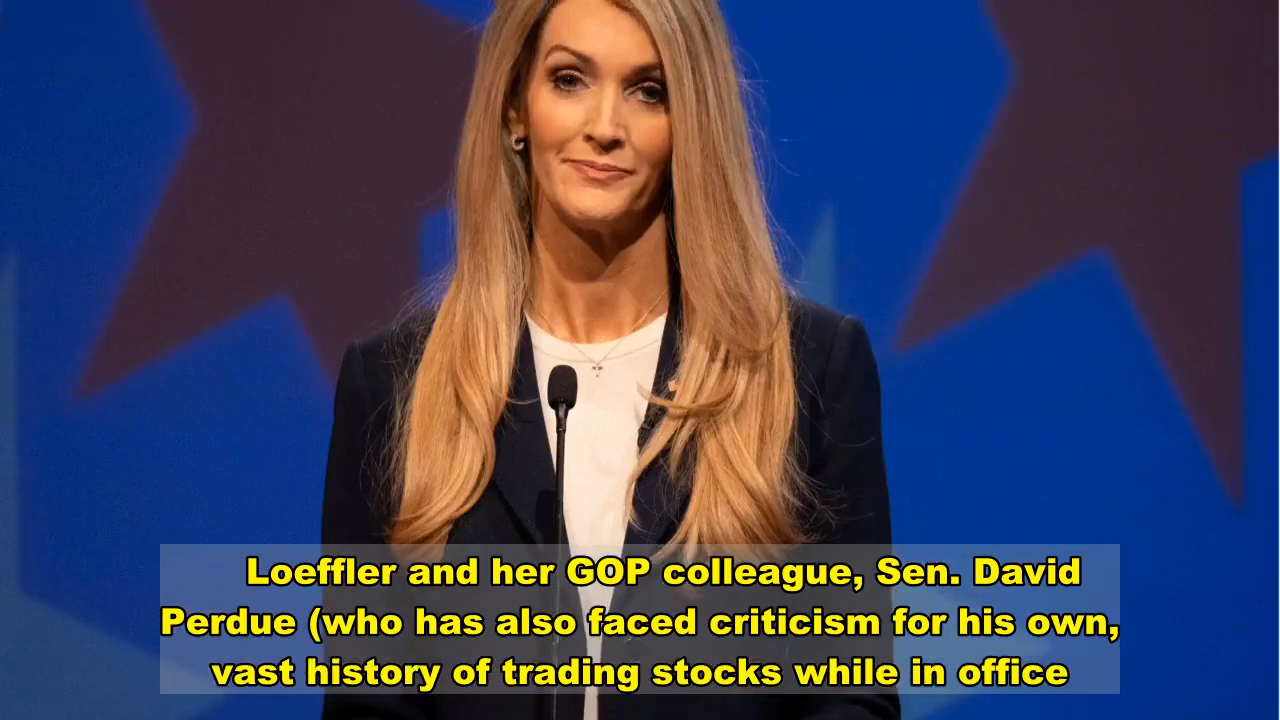 Loeffler and her GOP colleague, Sen. David
Perdue (who has also faced criticism for his own,
vast history of trading stocks while in office